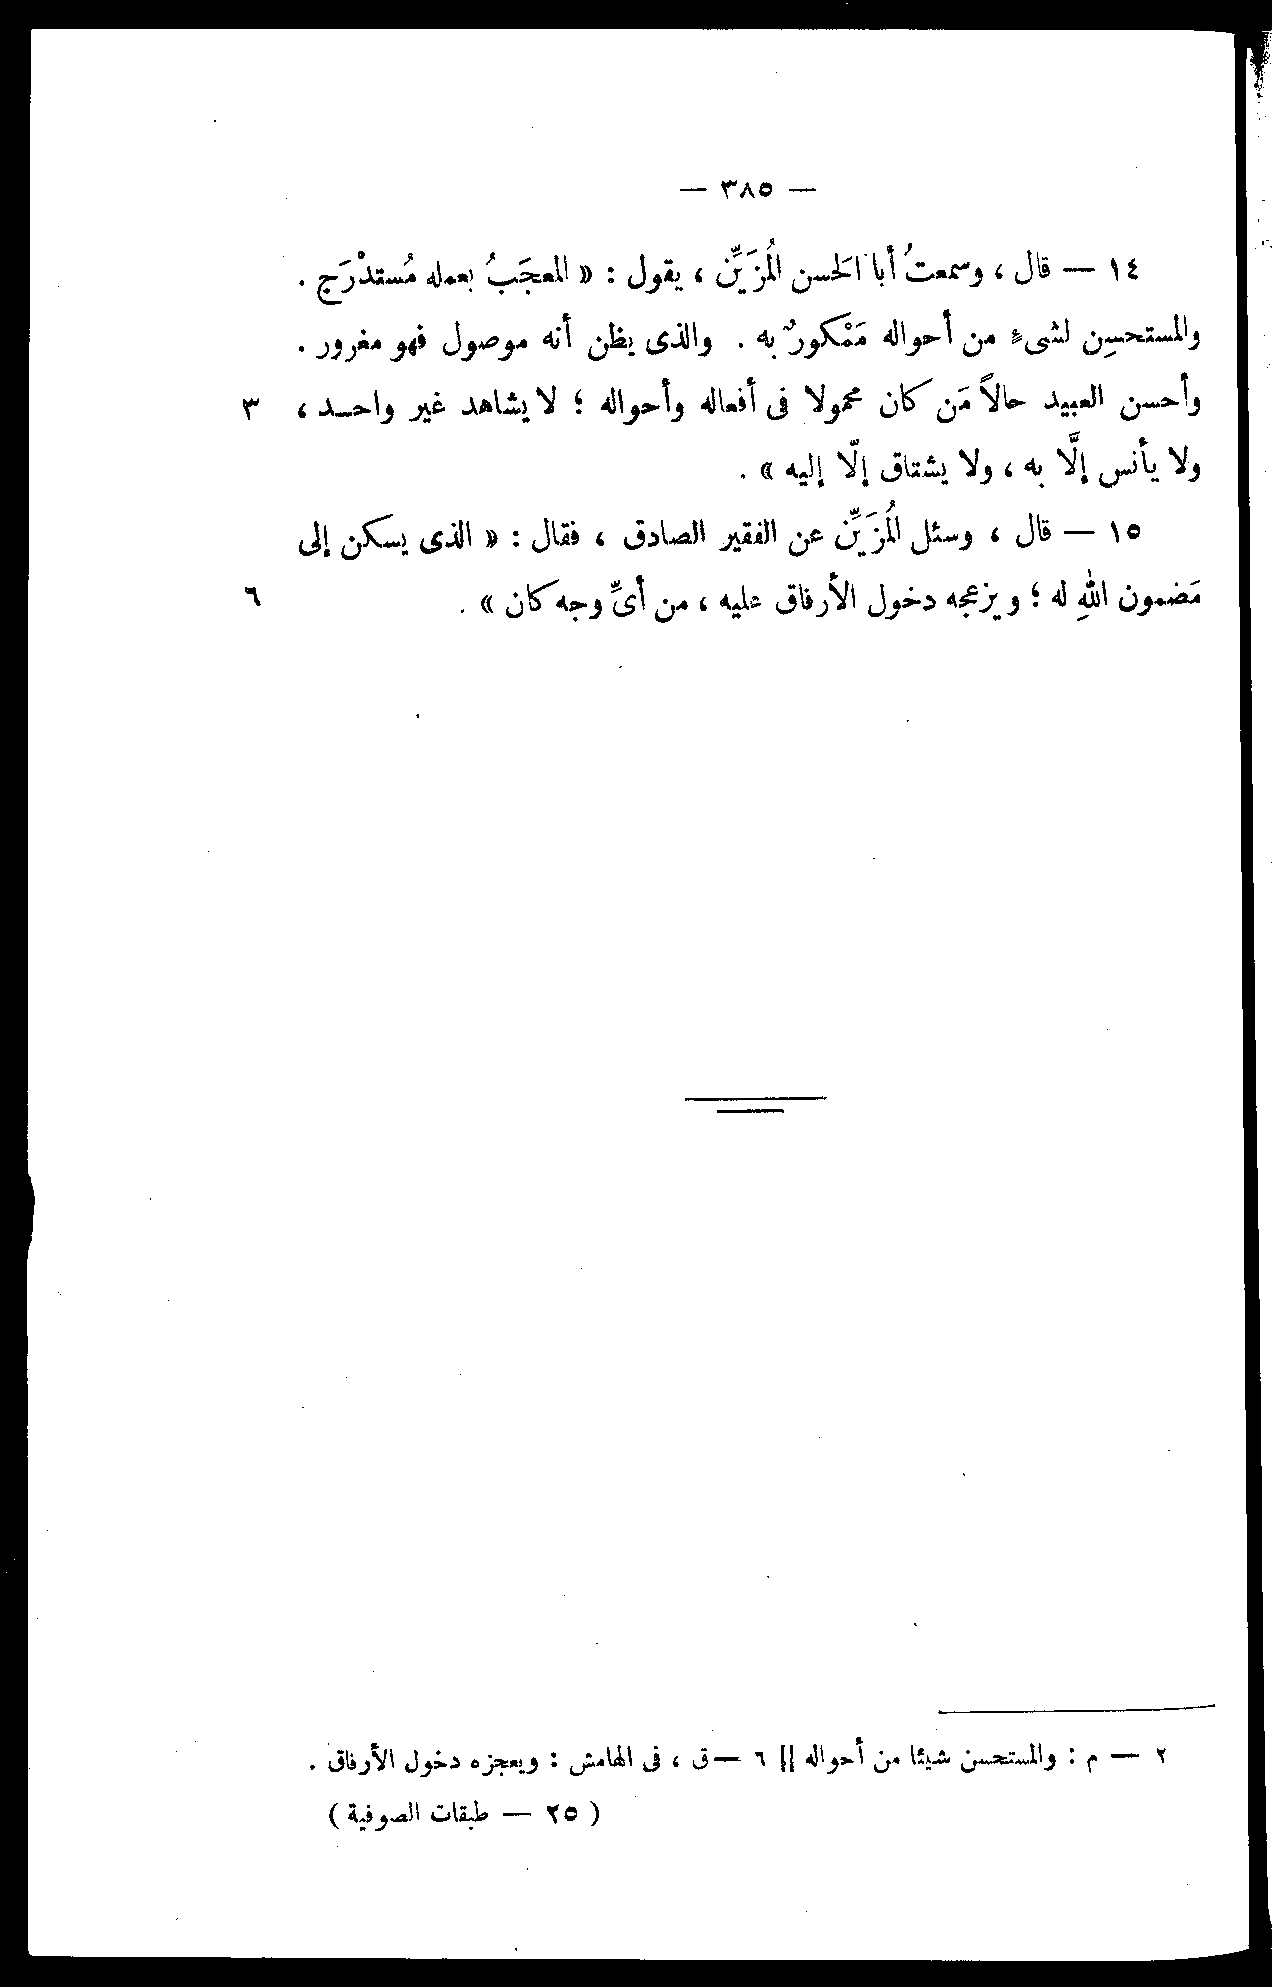 — ٣٨٥ —
١٤ — قال ، وسمعتُ أبا الحَسن المُزَيِّن ، يقول : « المعجَبُ بعمله مُستدْرَج .
والمستحسِن لشىءٍ من أحواله مَمْكورٌ به . والذى يظن أنه موصول فهو مغرور .
وأحسن العبيد حالاً مَن كان محمولا فى أفعاله وأحواله ؛ لا يشاهد غير واحد ، ٣
ولا يأنس إلَّا به ، ولا يشتاق إلّا إليه » .
١٥ — قال ، وسئل المُزَيِّن عن الفقير الصادق ، فقال : « الذى يسكن إلى
مَضمون اللهِ له ؛ ويزعجه دخول الأرفاق عليه ، من أىِّ وجه كان » . ٦
٢ — م : والمستحسن شيئا من أحواله || ٦ — ق ، فى الهامش : ويعجزه دخول الأرفاق .
( ٢٥ — طبقات الصوفية )